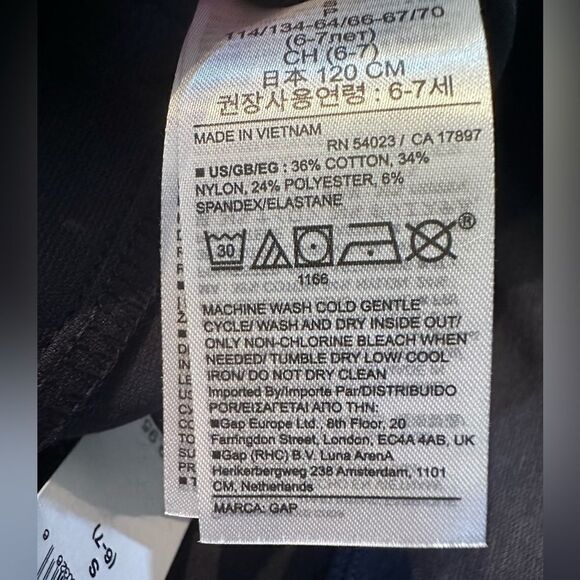 114/134-64/66-67/70
(6-7лет)
CH (6-7)
日本 120 CM
권장사용연령 : 6-7세
MADE IN VIETNAM
RN 54023 / CA 17897
■ US/GB/EG : 36% COTTON, 34%
NYLON, 24% POLYESTER, 6%
SPANDEX/ELASTANE
30
®
1166
MACHINE WASH COLD GENTLE
CYCLE/ WASH AND DRY INSIDE OUT/
ONLY NON-CHLORINE BLEACH WHEN
NEEDED/ TUMBLE DRY LOW/ COOL
IRON/ DO NOT DRY CLEAN
Imported By/Importe Par/DISTRIBUIDO
POR/ΕΙΣΑΓΕΤΑΙ ΑΠΟ ΤΗΝ:
■Gap Europe Ltd., 8th Floor, 20
Farringdon Street, London, EC4A 4AB, UK
■Gap (RHC) B.V. Luna ArenA
Herikerbergweg 238 Amsterdam, 1101
CM, Netherlands
MARCA: GAP